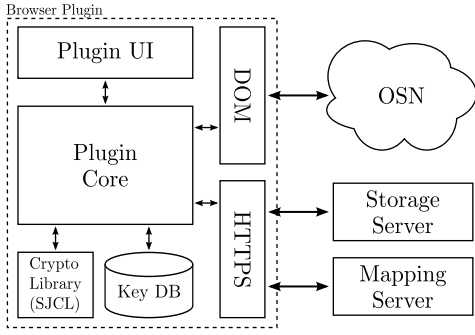 Browser Plugin
Plugin UI
DOM
OSN
Plugin
Core
HTTPS
Storage
Server
Crypto
Library
(SJCL)
Key DB
Mapping
Server